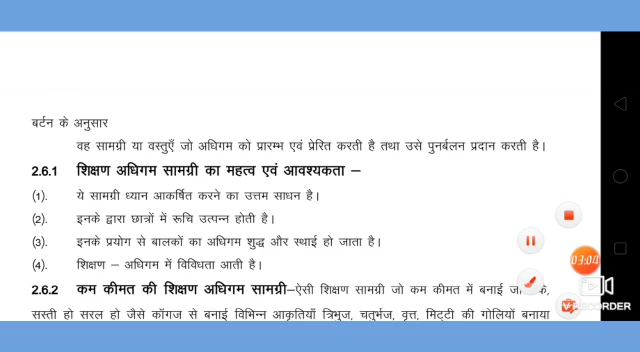 बर्टन के अनुसार
वह सामग्री या वस्तुएँ जो अधिगम को प्रारम्भ एवं प्रेरित करती है तथा उसे पुनर्बलन प्रदान करती है।
2.6.1 शिक्षण अधिगम सामग्री का महत्व एवं आवश्यकता –
(1). ये सामग्री ध्यान आकर्षित करने का उत्तम साधन है।
(2). इनके द्वारा छात्रों में रूचि उत्पन्न होती है।
(3). इनके प्रयोग से बालकों का अधिगम शुद्ध और स्थाई हो जाता है।
(4). शिक्षण – अधिगम में विविधता आती है।
03:04
2.6.2 कम कीमत की शिक्षण अधिगम सामग्री–ऐसी शिक्षण सामग्री जो कम कीमत में बनाई
RECORDER
सस्ती हो सरल हो जैसे कॉगज से बनाई विभिन्न आकृतियाँ त्रिभुज, चतुर्भज, वृत्त, मिट्टी की गोलियाँ बनाया